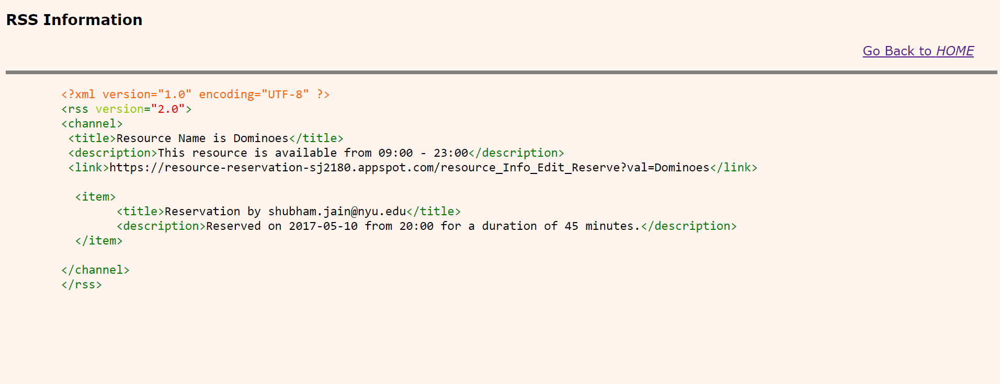 RSS Information
Go Back to HOME
<?xml version="1.0" encoding="UTF-8" ?>
<rss version="2.0">
<channel>
 <title>Resource Name is Dominoes</title>
 <description>This resource is available from 09:00 - 23:00</description>
 <link>https://resource-reservation-sj2180.appspot.com/resource_Info_Edit_Reserve?val=Dominoes</link>
  <item>
        <title>Reservation by shubham.jain@nyu.edu</title>
        <description>Reserved on 2017-05-10 from 20:00 for a duration of 45 minutes.</description>
  </item>
</channel>
</rss>